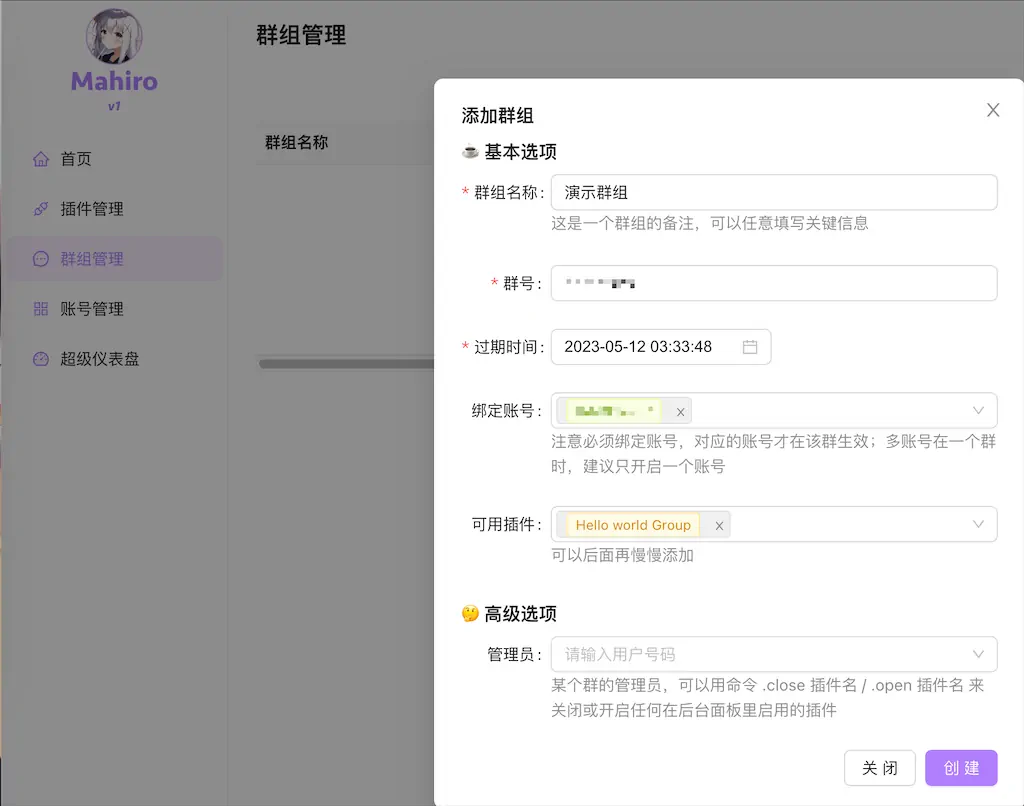 Mahiro
v1
首页
插件管理
群组管理
账号管理
超级仪表盘
群组管理
群组名称
添加群组
基本选项
* 群组名称: 演示群组
这是一个群组的备注，可以任意填写关键信息
* 群号:
* 过期时间: 2023-05-12 03:33:48
绑定账号:
注意必须绑定账号，对应的账号才在该群生效；多账号在一个群
时，建议只开启一个账号
可用插件: Hello world Group
可以后面再慢慢添加
高级选项
管理员: 请输入用户号码
某个群的管理员，可以用命令 .close 插件名 / .open 插件名 来
关闭或开启任何在后台面板里启用的插件
关 闭
创 建